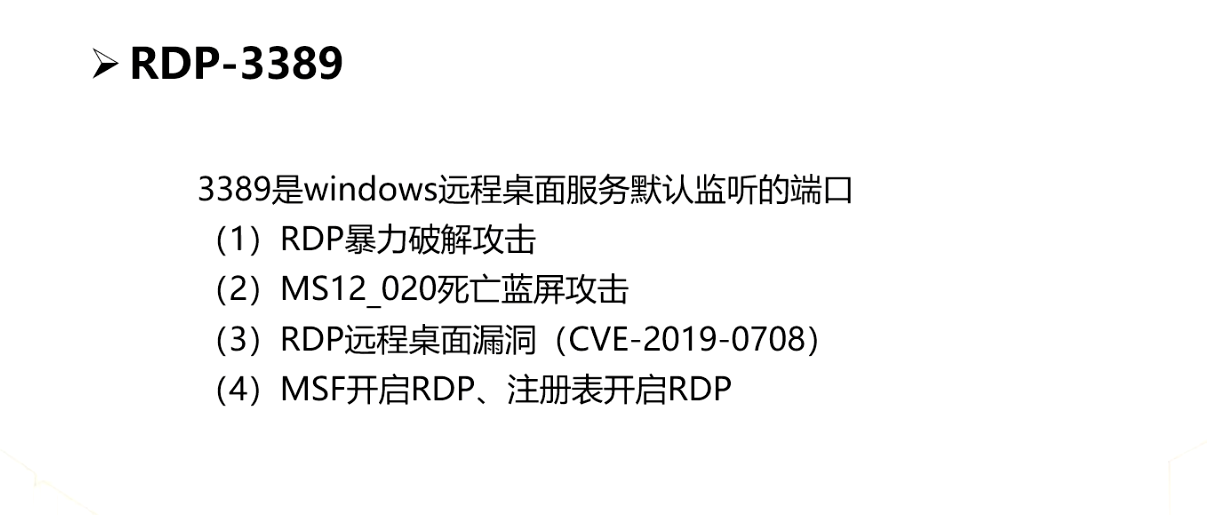 ➢ RDP-3389
3389是windows远程桌面服务默认监听的端口
（1）RDP暴力破解攻击
（2）MS12_020死亡蓝屏攻击
（3）RDP远程桌面漏洞（CVE-2019-0708）
（4）MSF开启RDP、注册表开启RDP